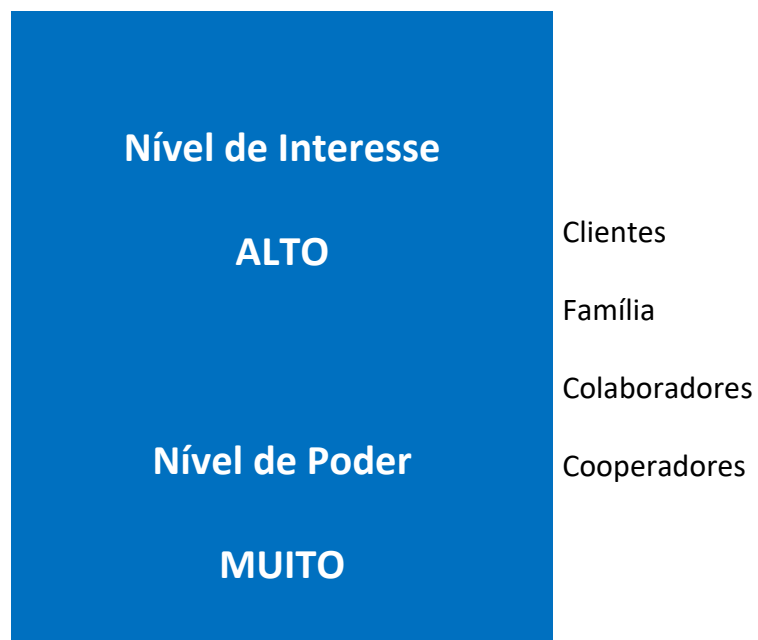 Nível de Interesse
ALTO
Nível de Poder
MUITO
Clientes
Família
Colaboradores
Cooperadores